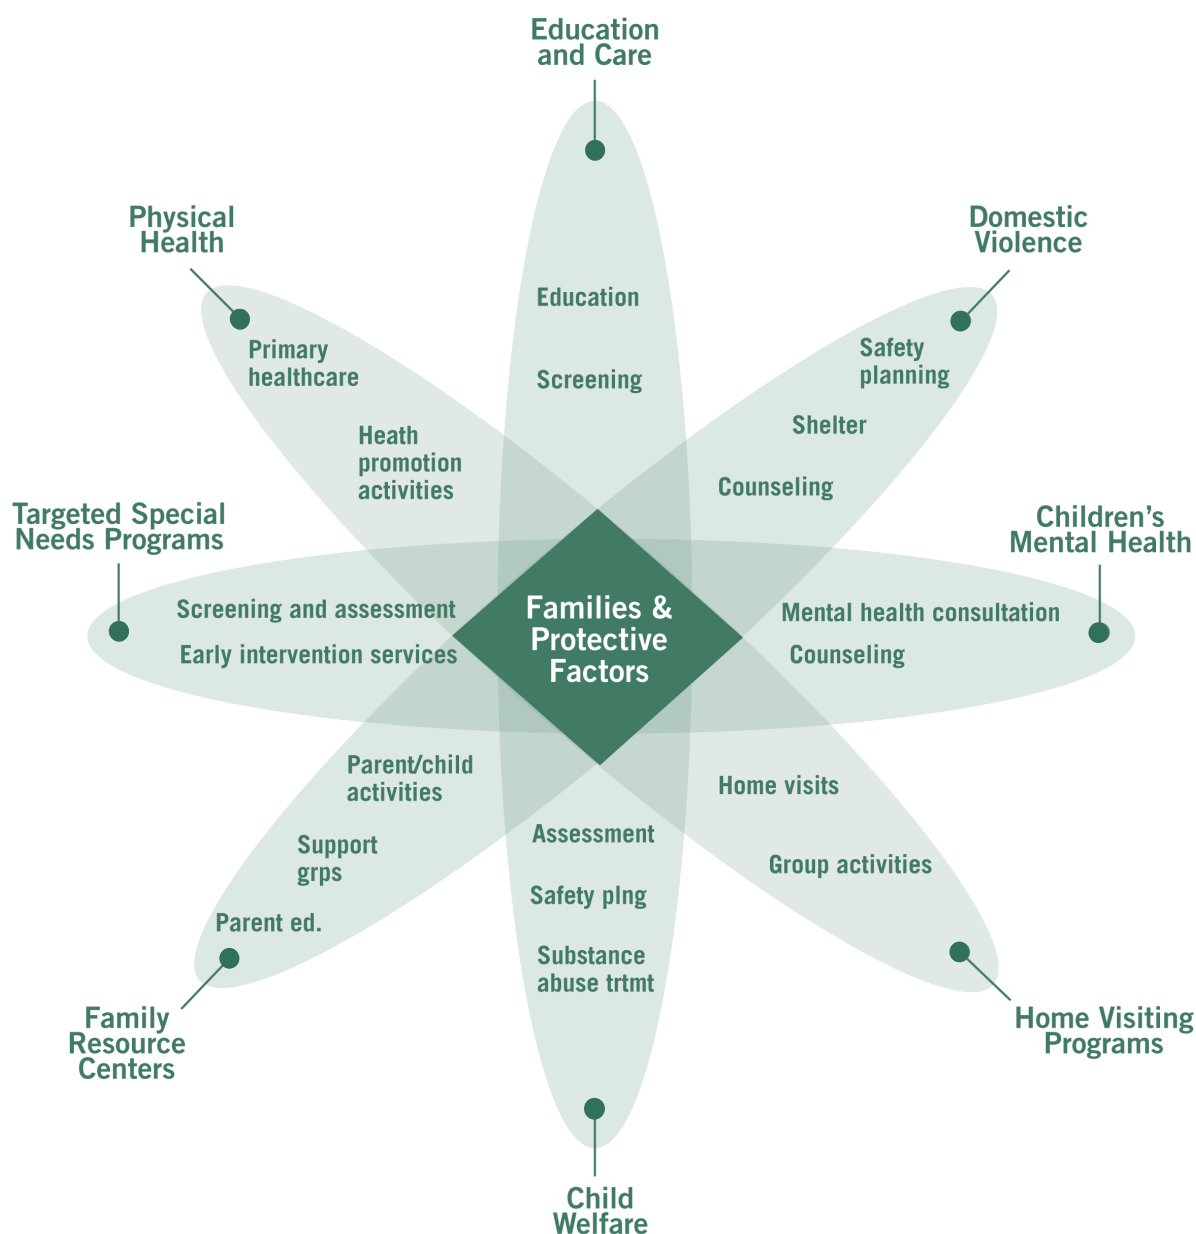 Education
and Care
Physical
Health
Domestic
Violence
Education
Screening
Primary
healthcare
Heath
promotion
activities
Safety
planning
Shelter
Counseling
Targeted Special
Needs Programs
Children's
Mental Health
Screening and assessment
Early intervention services
Families &
Protective
Factors
Mental health consultation
Counseling
Parent/child
activities
Support
grps
Parent ed.
Assessment
Safety plng
Substance
abuse trtmt
Home visits
Group activities
Family
Resource
Centers
Home Visiting
Programs
Child
Welfare